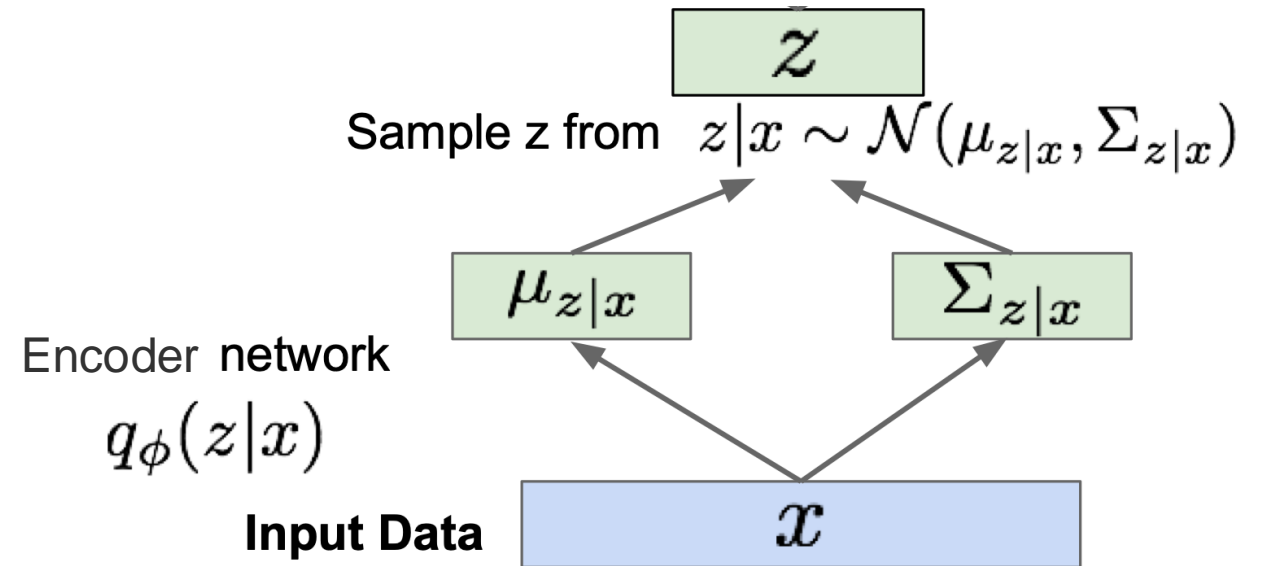 z
Sample z from z|x ∼ 𝒩(μ_{z|x}, Σ_{z|x})
μ_{z|x} Σ_{z|x}
Encoder network
q_ϕ(z|x)
Input Data x